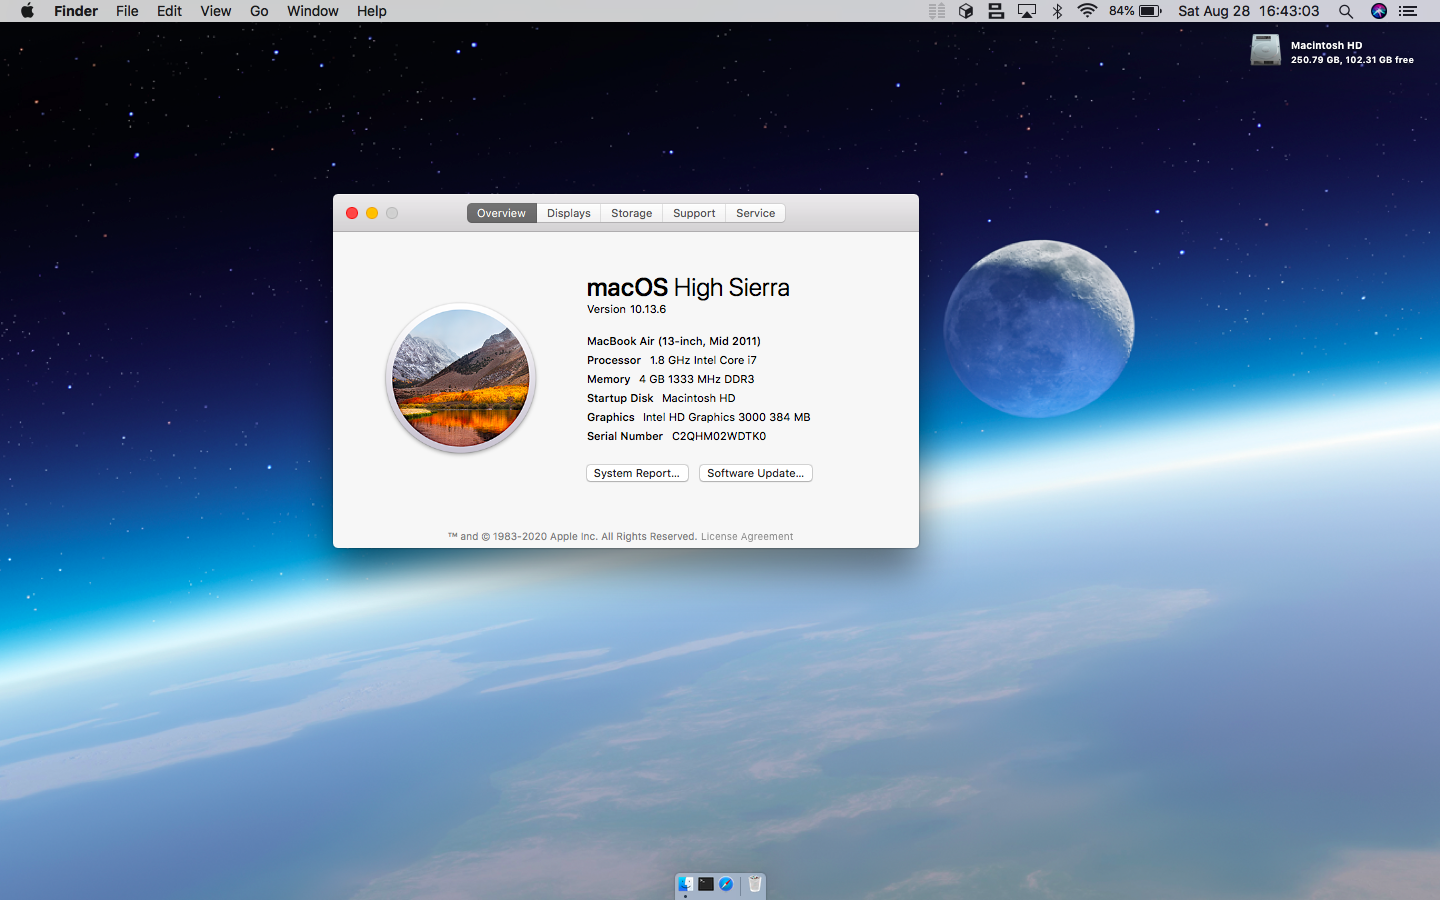 Finder File Edit View Go Window Help 84% Sat Aug 28 16:43:03
Macintosh HD
250.79 GB, 102.31 GB free
Overview Displays Storage Support Service
macOS High Sierra
Version 10.13.6
MacBook Air (13-inch, Mid 2011)
Processor 1.8 GHz Intel Core i7
Memory 4 GB 1333 MHz DDR3
Startup Disk Macintosh HD
Graphics Intel HD Graphics 3000 384 MB
Serial Number C2QHM02WDTK0
System Report... Software Update...
™ and © 1983-2020 Apple Inc. All Rights Reserved. License Agreement